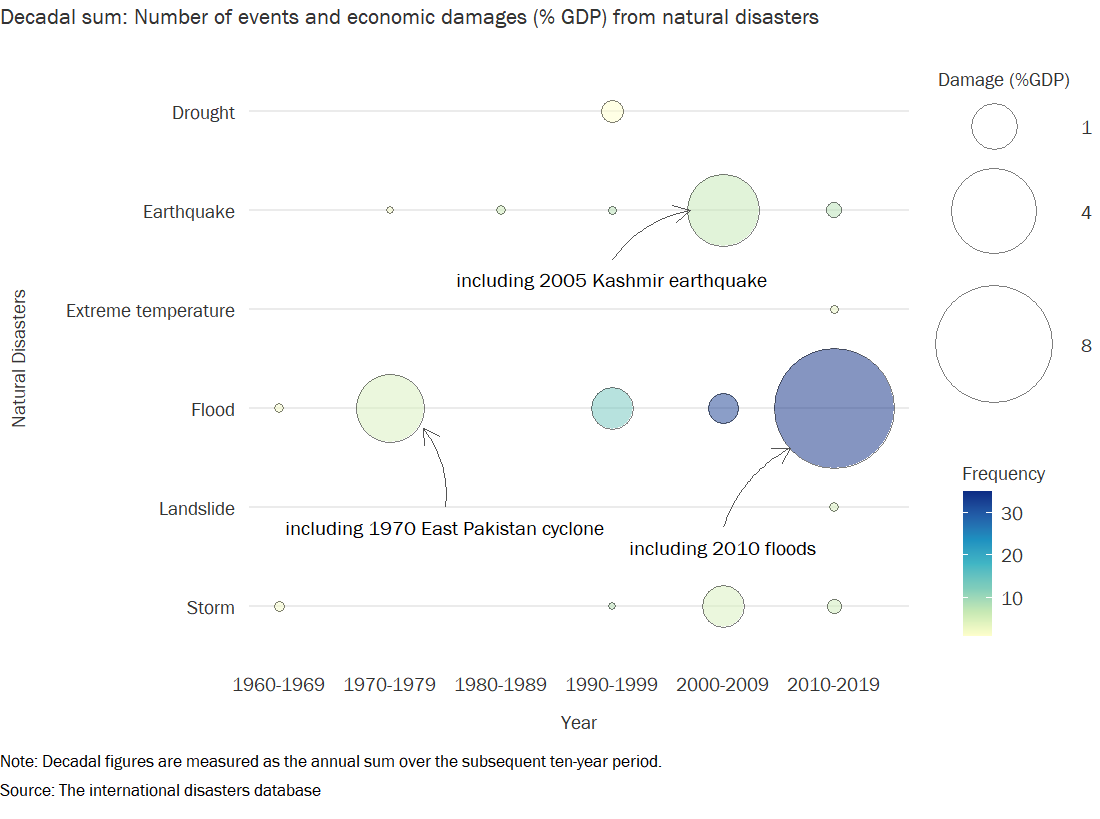 Decadal sum: Number of events and economic damages (% GDP) from natural disasters
Damage (%GDP)
1
4
8
Frequency
30
20
10
Natural Disasters
Drought
Earthquake
including 2005 Kashmir earthquake
Extreme temperature
Flood
Landslide
including 1970 East Pakistan cyclone
including 2010 floods
Storm
1960-1969 1970-1979 1980-1989 1990-1999 2000-2009 2010-2019
Year
Note: Decadal figures are measured as the annual sum over the subsequent ten-year period.
Source: The international disasters database